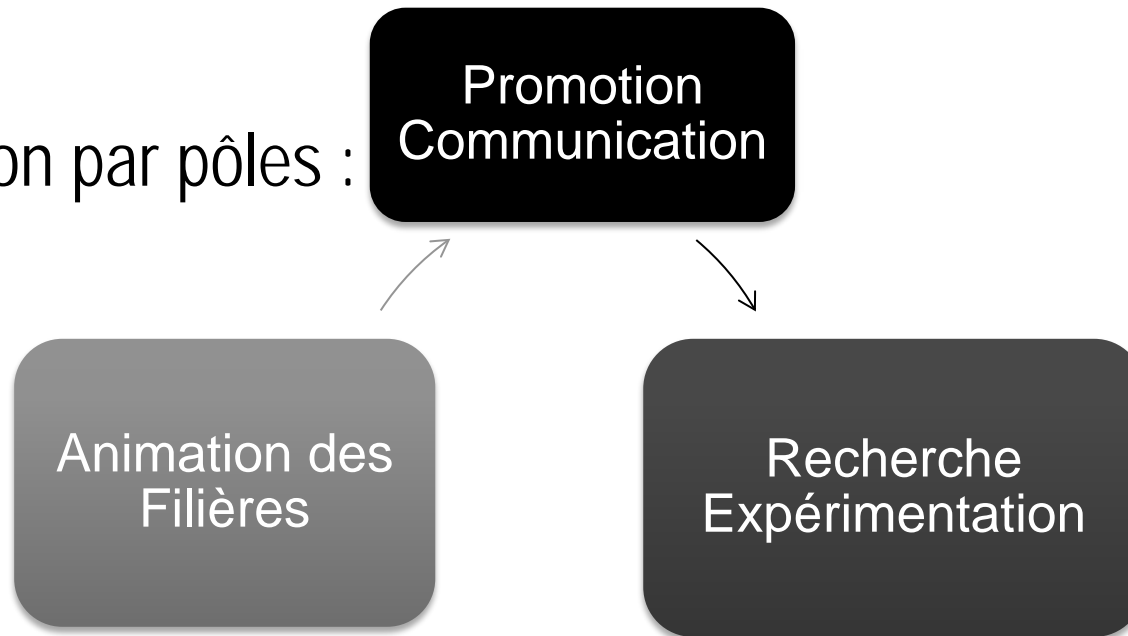 Promotion
Communication
on par pôles :
Animation des
Filières
Recherche
Expérimentation